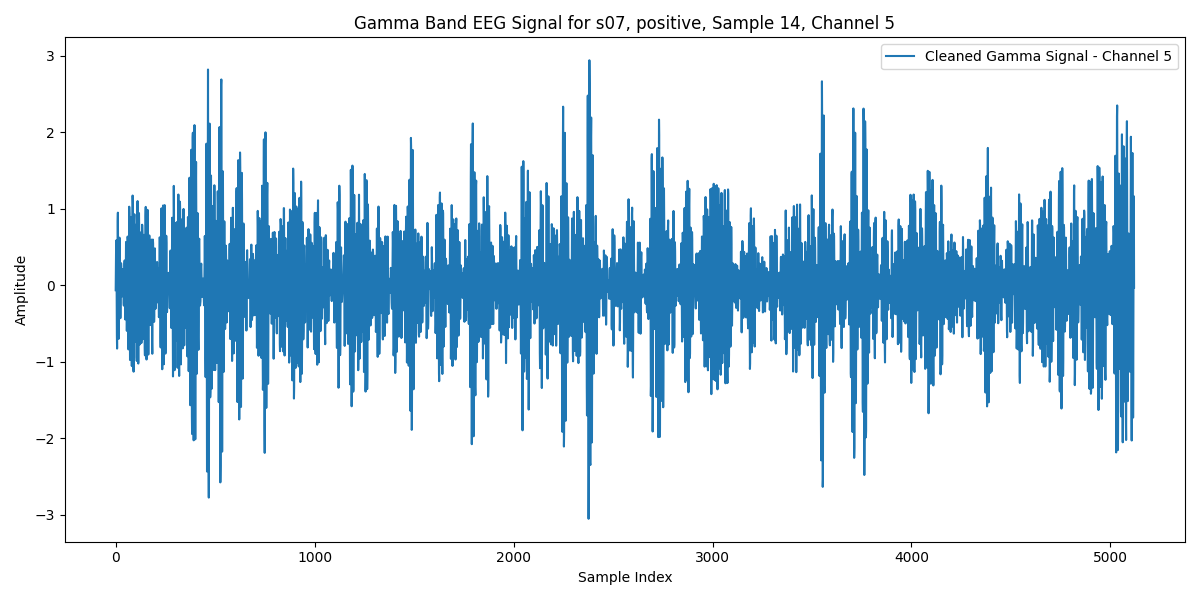 Gamma Band EEG Signal for s07, positive, Sample 14, Channel 5
Cleaned Gamma Signal - Channel 5
Amplitude
3
2
1
0
−1
−2
−3
0 1000 2000 3000 4000 5000
Sample Index